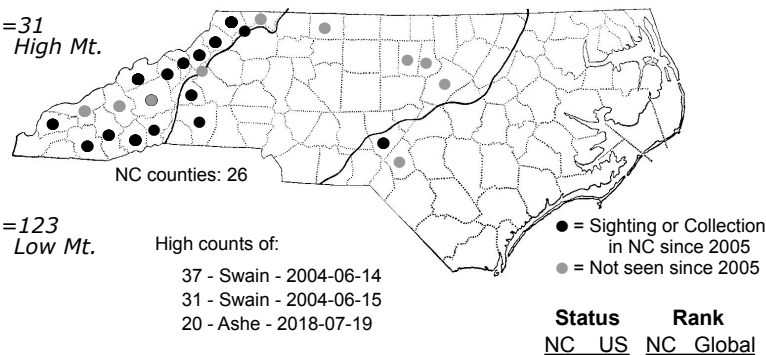 =31
High Mt.
NC counties: 26
=123
Low Mt.
High counts of:
37 - Swain - 2004-06-14
31 - Swain - 2004-06-15
20 - Ashe - 2018-07-19
= Sighting or Collection
in NC since 2005
= Not seen since 2005
Status Rank
NC US NC Global